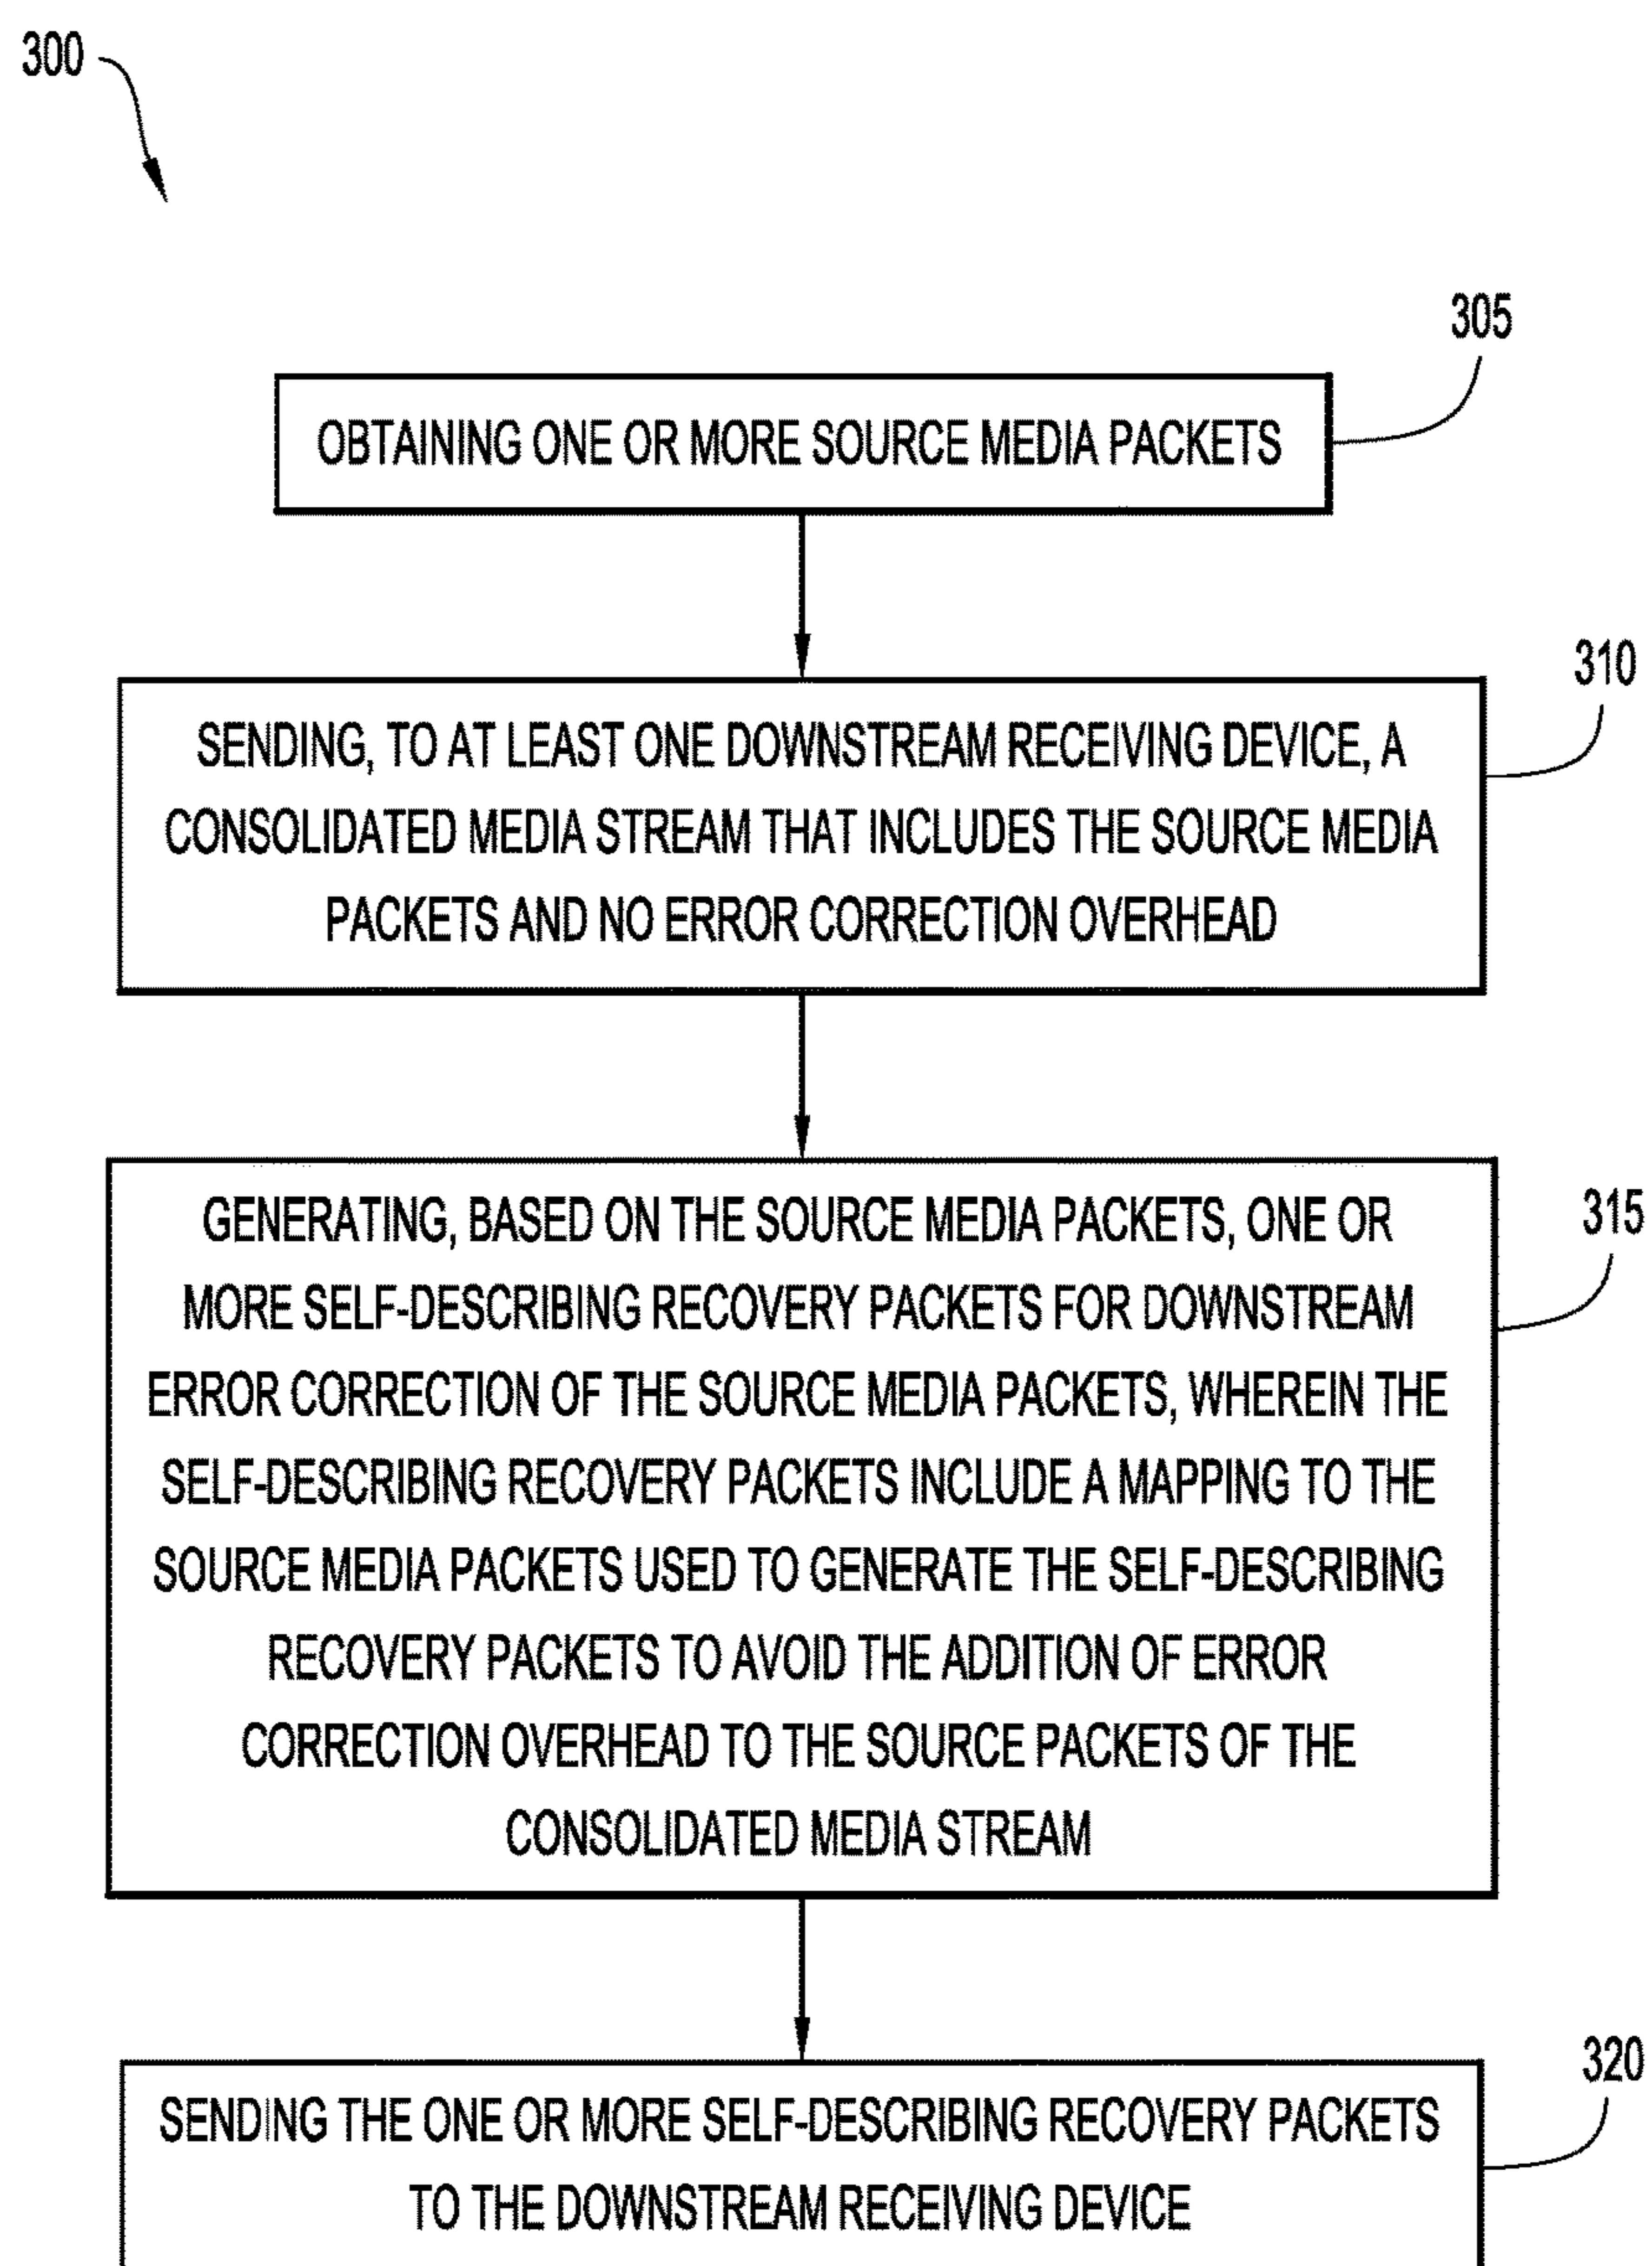 300
305
OBTAINING ONE OR MORE SOURCE MEDIA PACKETS
310
SENDING, TO AT LEAST ONE DOWNSTREAM RECEIVING DEVICE, A
CONSOLIDATED MEDIA STREAM THAT INCLUDES THE SOURCE MEDIA
PACKETS AND NO ERROR CORRECTION OVERHEAD
315
GENERATING, BASED ON THE SOURCE MEDIA PACKETS, ONE OR
MORE SELF-DESCRIBING RECOVERY PACKETS FOR DOWNSTREAM
ERROR CORRECTION OF THE SOURCE MEDIA PACKETS, WHEREIN THE
SELF-DESCRIBING RECOVERY PACKETS INCLUDE A MAPPING TO THE
SOURCE MEDIA PACKETS USED TO GENERATE THE SELF-DESCRIBING
RECOVERY PACKETS TO AVOID THE ADDITION OF ERROR
CORRECTION OVERHEAD TO THE SOURCE PACKETS OF THE
CONSOLIDATED MEDIA STREAM
320
SENDING THE ONE OR MORE SELF-DESCRIBING RECOVERY PACKETS
TO THE DOWNSTREAM RECEIVING DEVICE